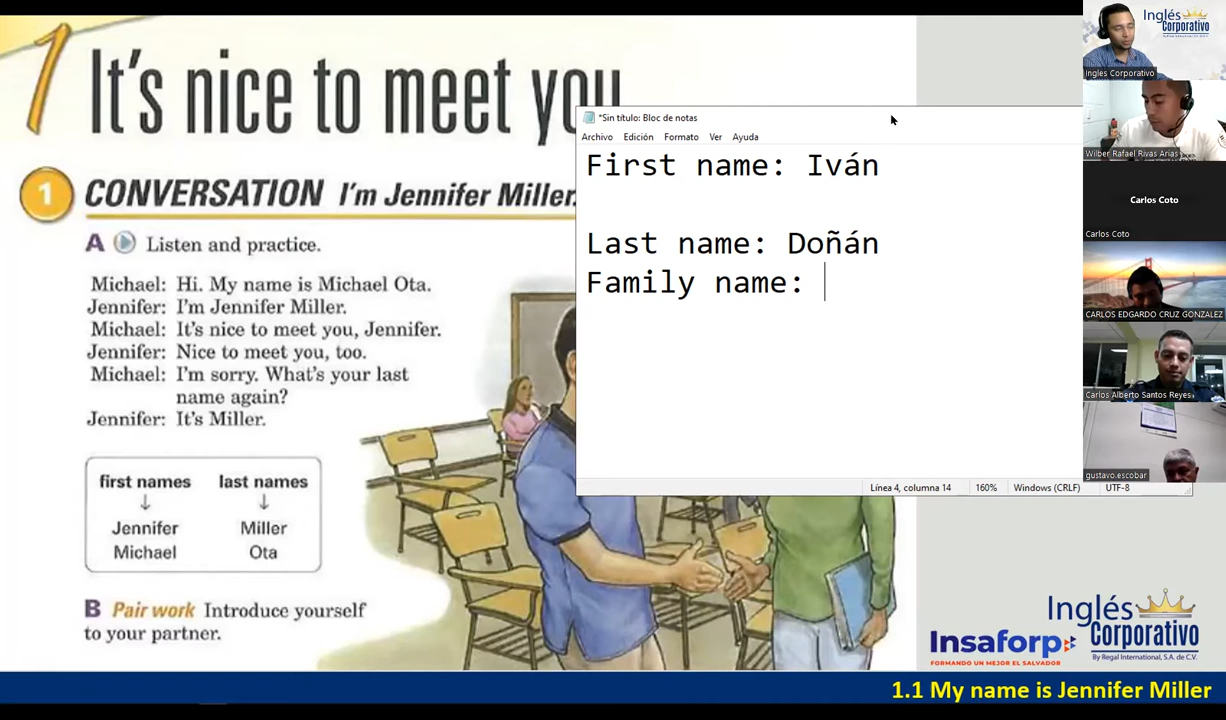 1 It's nice to meet you
1 CONVERSATION I'm Jennifer Miller.
A Listen and practice.
Michael: Hi. My name is Michael Ota.
Jennifer: I'm Jennifer Miller.
Michael: It's nice to meet you, Jennifer.
Jennifer: Nice to meet you, too.
Michael: I'm sorry. What's your last
name again?
Jennifer: It's Miller.
first names last names
↓ ↓
Jennifer Miller
Michael Ota
B Pair work Introduce yourself
to your partner.
*Sin título: Bloc de notas
Archivo Edición Formato Ver Ayuda
First name: Iván
Last name: Doñán
Family name:
Línea 4, columna 14 160% Windows (CRLF) UTF-8
Inglés
Corporativo
Ingles Corporativo
Wilber Rafael Rivas Arias
Carlos Coto
Carlos Coto
CARLOS EDGARDO CRUZ GONZALEZ
Carlos Alberto Santos Reyes
gustavo.escobar
Insaforp
FORMANDO UN MEJOR EL SALVADOR
Inglés
Corporativo
By Regal International, S.A. de C.V.
1.1 My name is Jennifer Miller